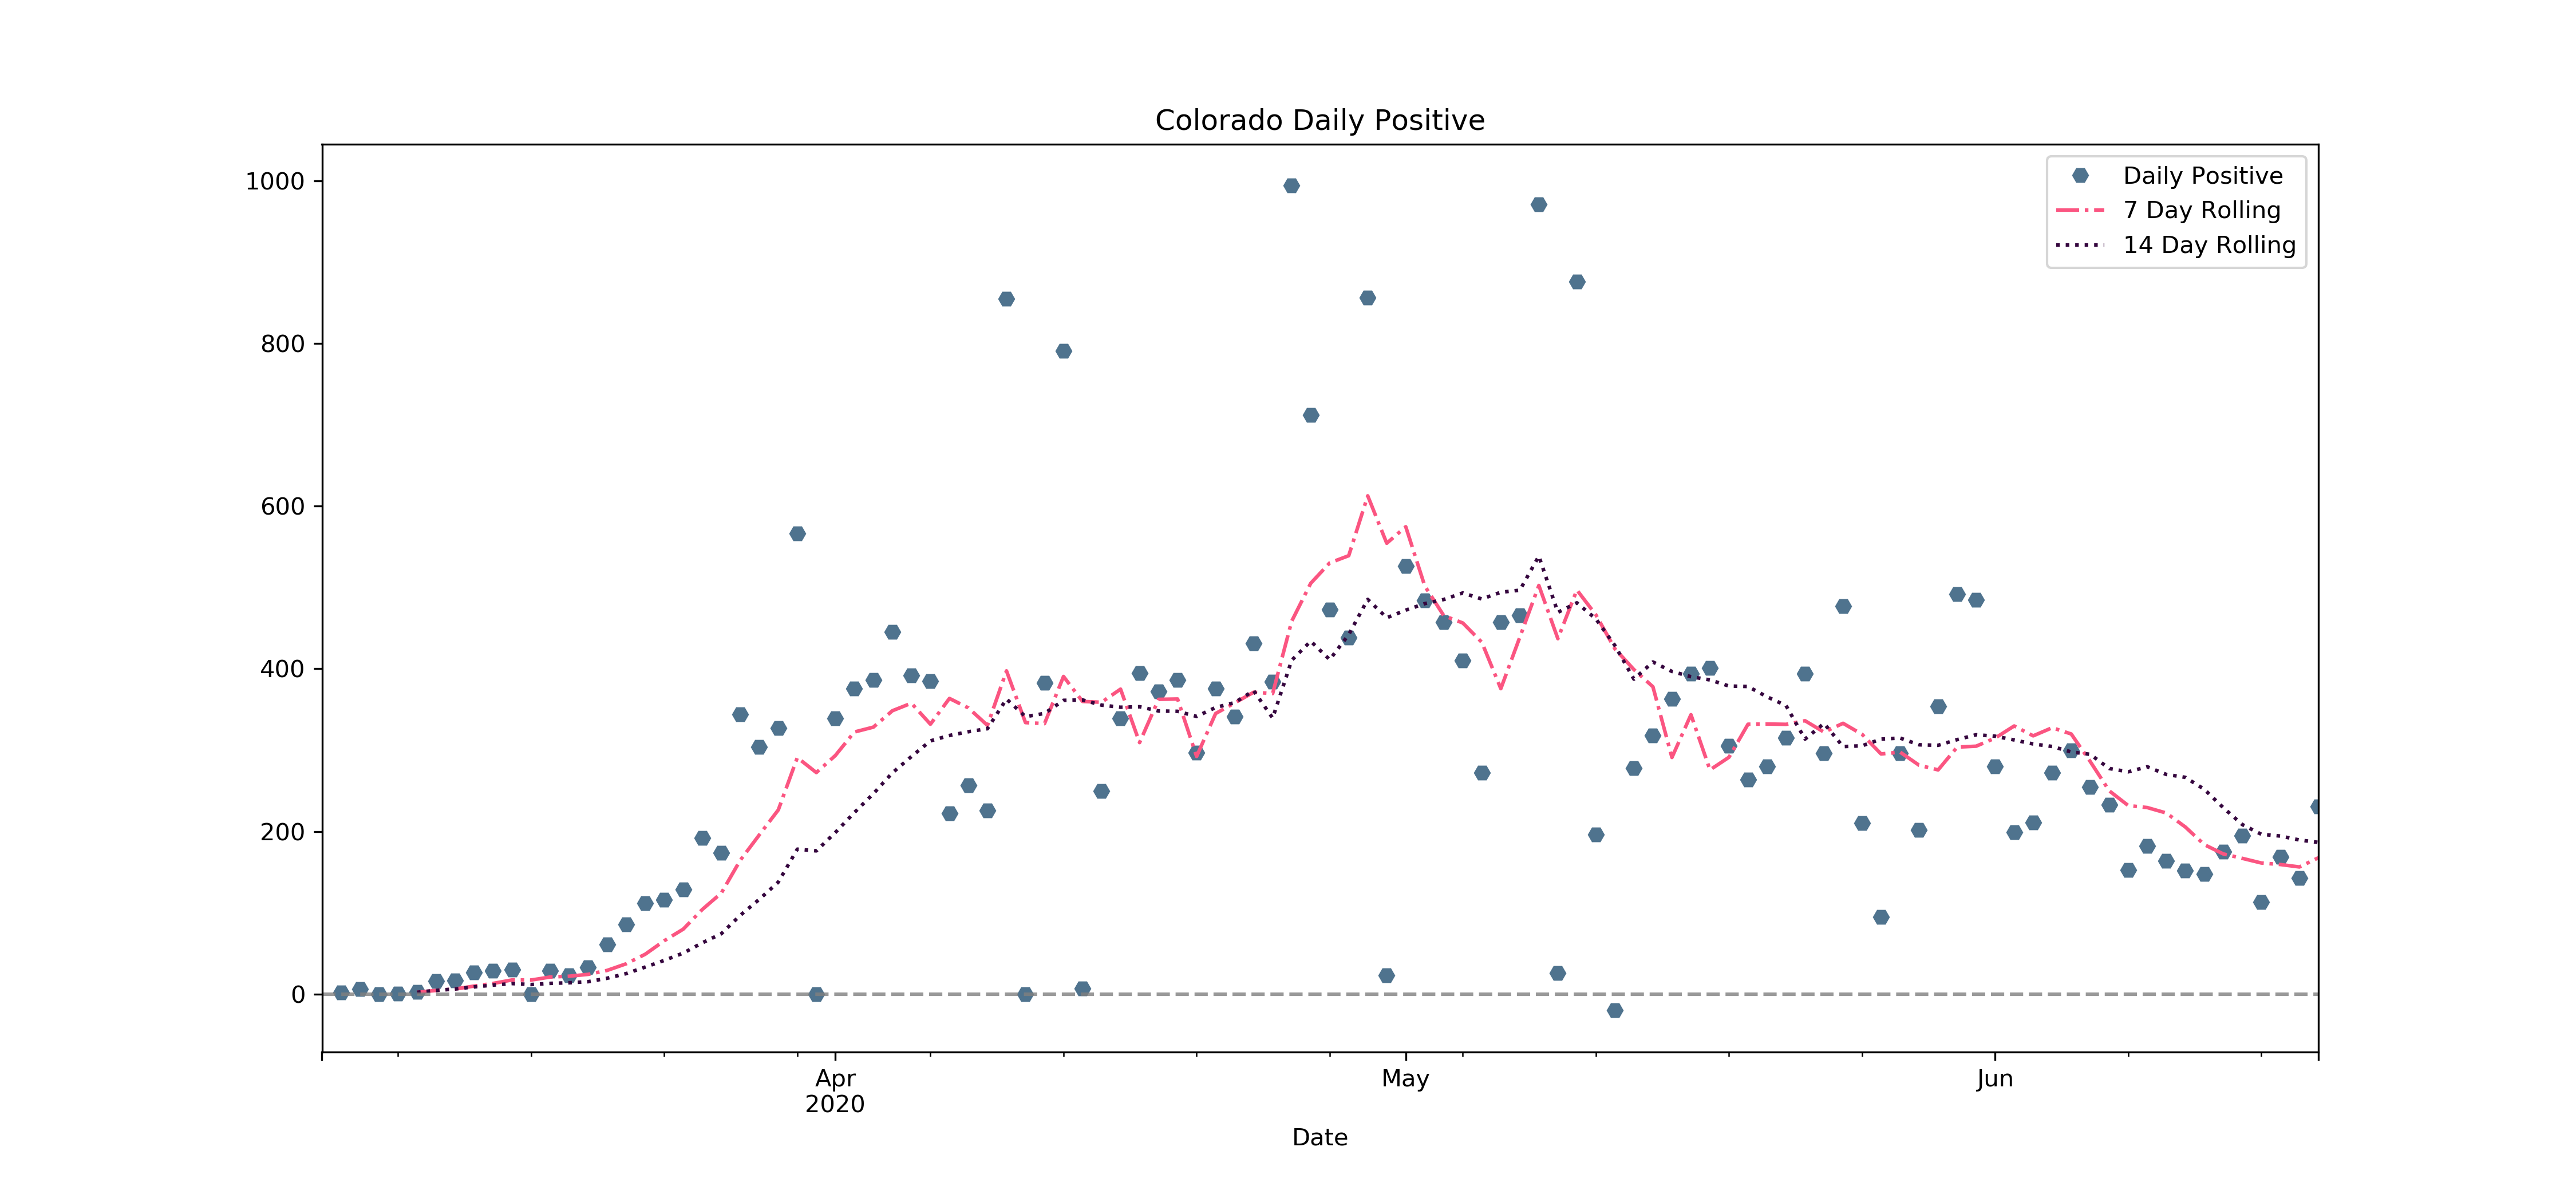 Colorado Daily Positive
1000
800
600
400
200
0
Daily Positive
7 Day Rolling
14 Day Rolling
Apr
2020
May
Jun
Date